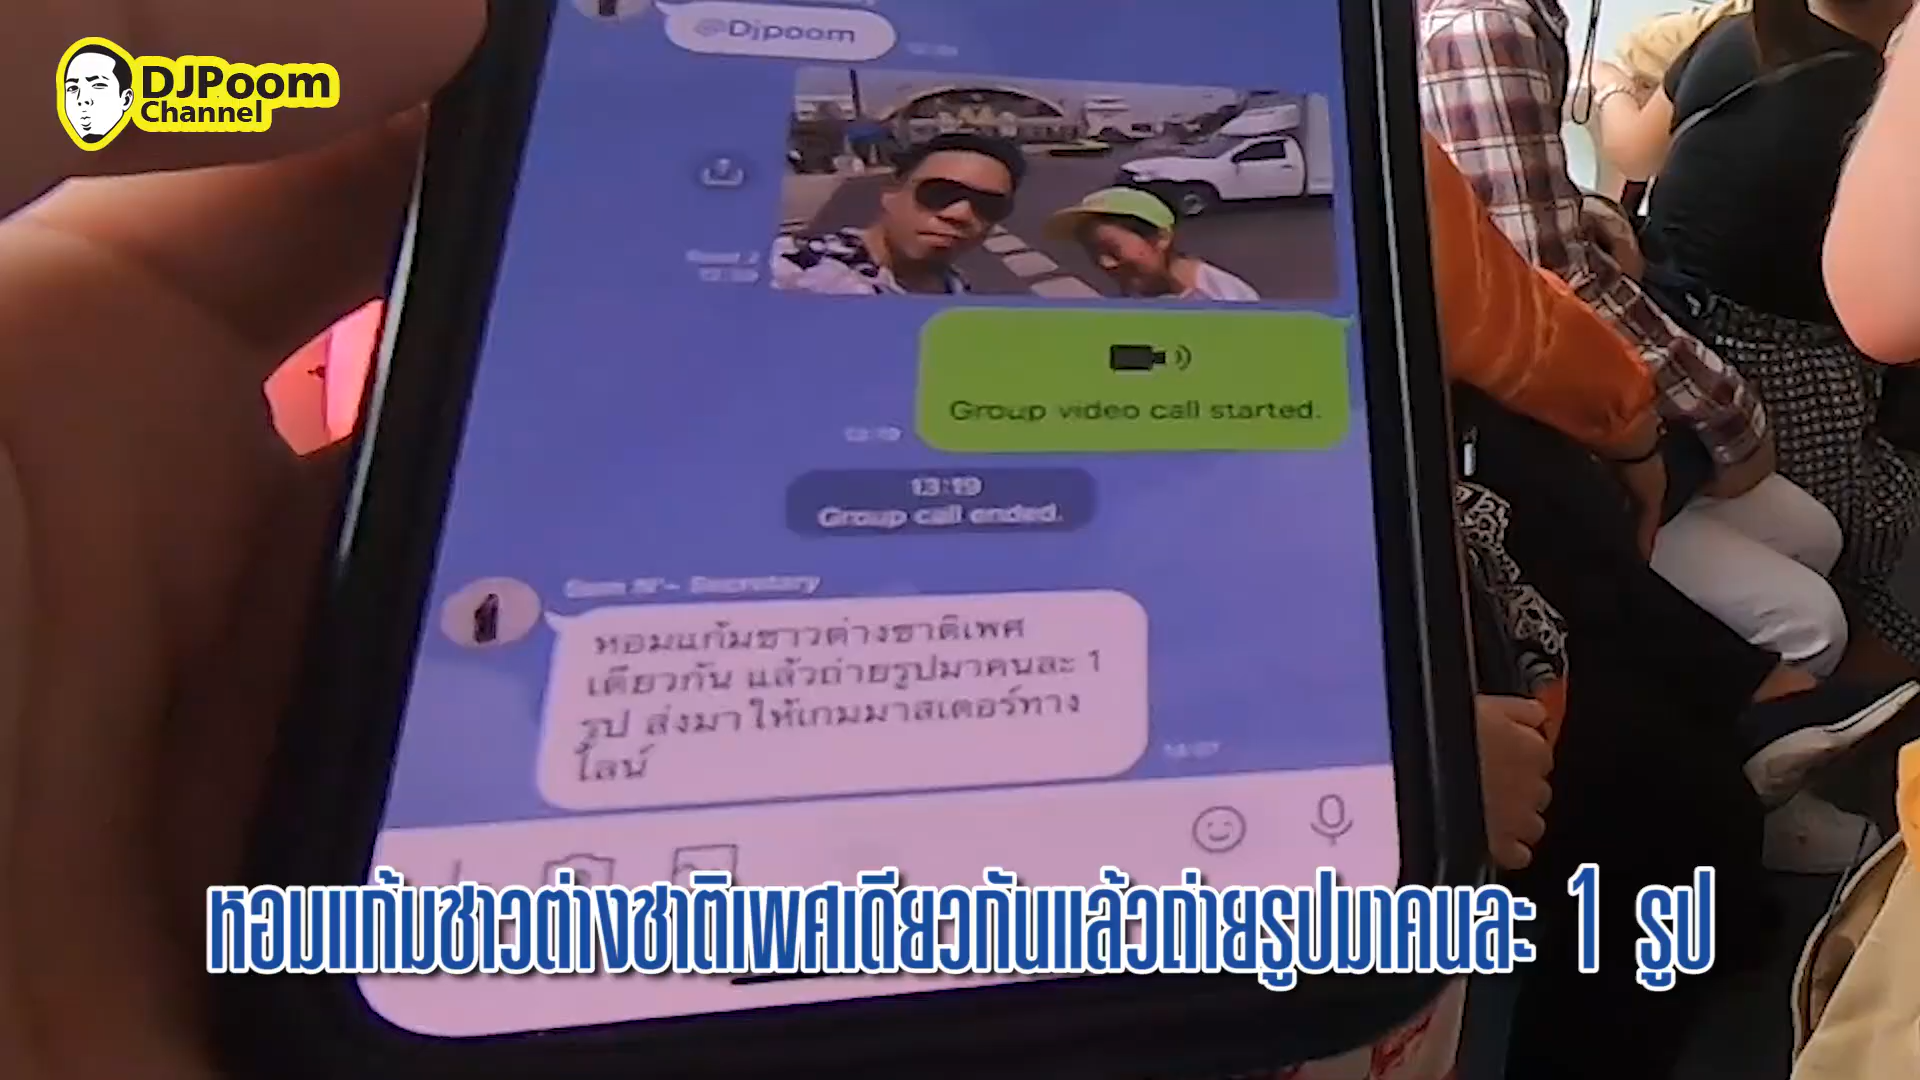 DJPoom
Channel
@Djpoom
Group video call started.
13:19
13:19
Group call ended.
Secretary
หอมแก้มชาวต่างชาติเพศ
เดียวกัน แล้วถ่ายรูปมาคนละ 1
รูป ส่งมาให้เกมมาสเตอร์ทาง
ไลน์
หอมแก้มชาวต่างชาติเพศเดียวกันแล้วถ่ายรูปมาคนละ 1 รูป